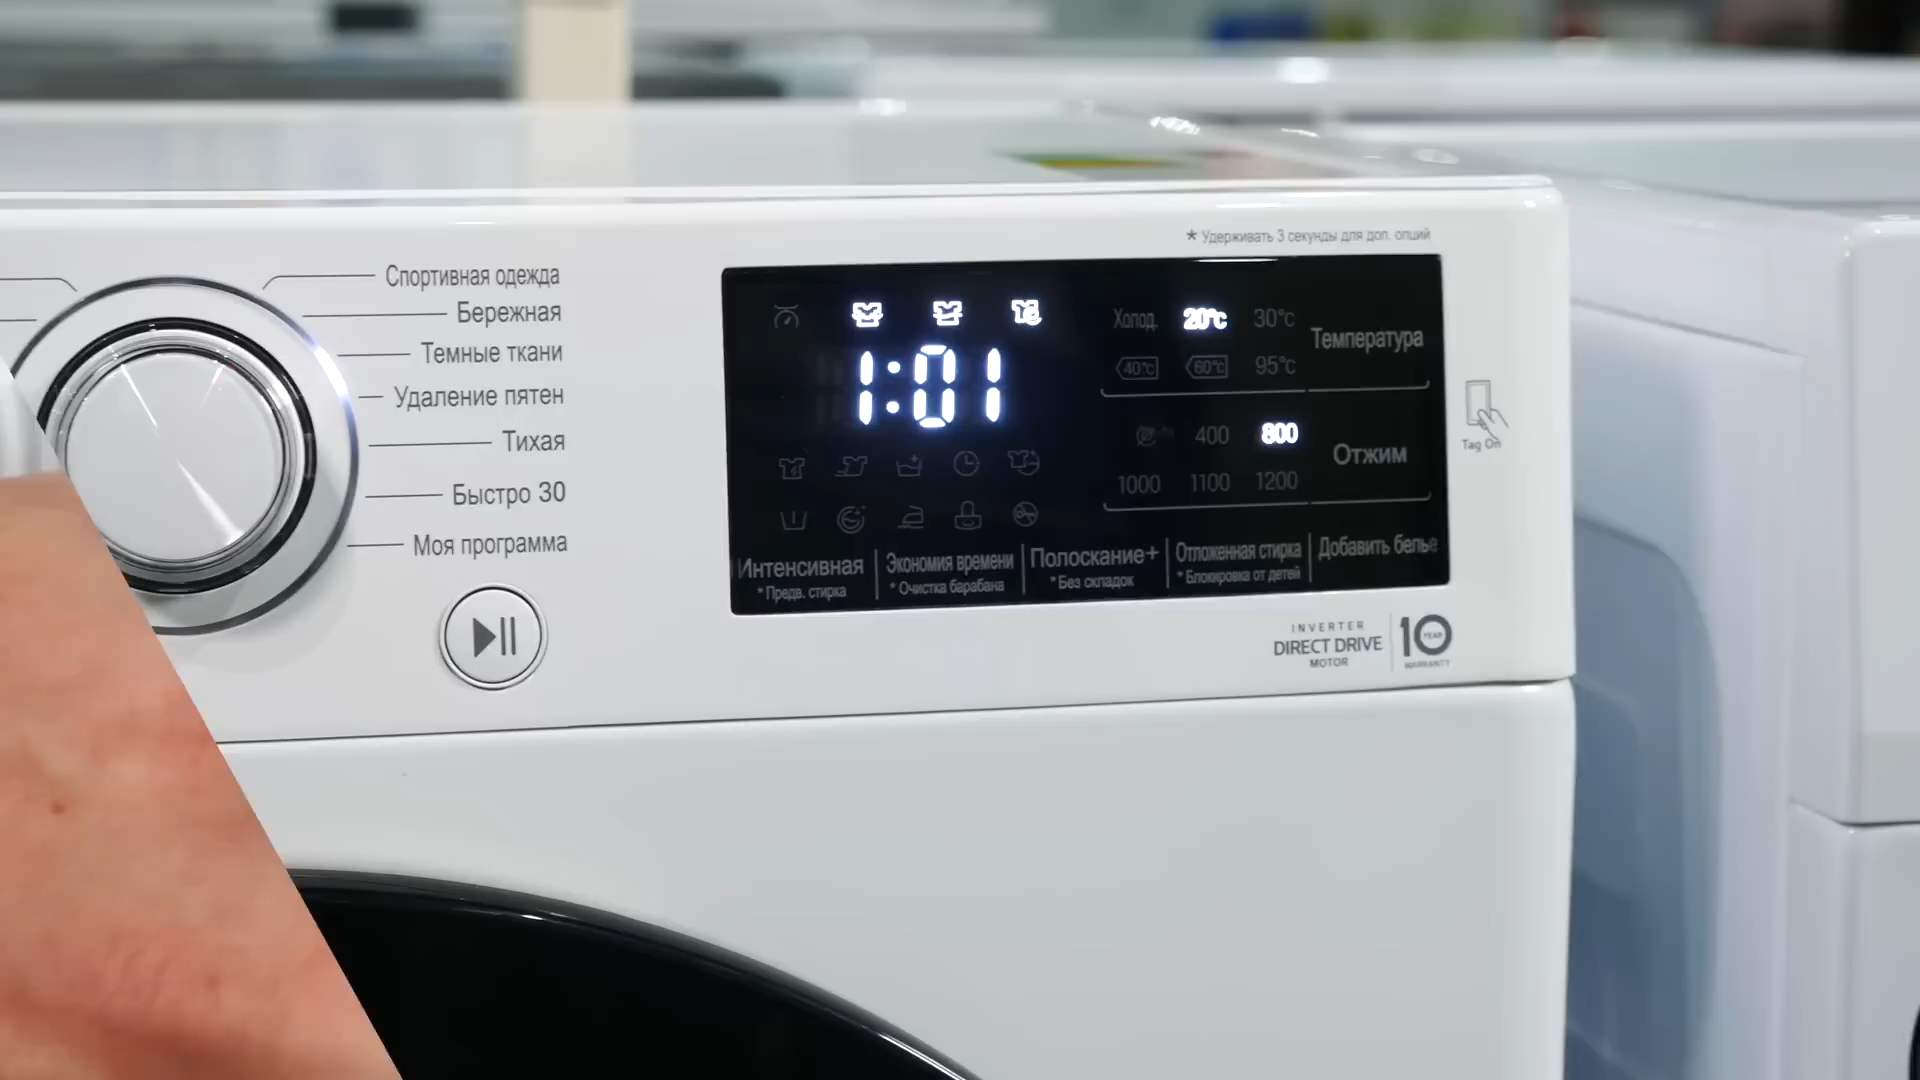 * Удерживать 3 секунды для доп. опций
Спортивная одежда
Бережная
Темные ткани
Удаление пятен
Тихая
Быстро 30
Моя программа
1:01
Холод. 20°C 30°C
40°C 60°C 95°C
Температура
400 800
1000 1100 1200
Отжим
Интенсивная
* Предв. стирка
Экономия времени
* Очистка барабана
Полоскание+
* Без складок
Отложенная стирка
* Блокировка от детей
Добавить белье
Tag On
INVERTER
DIRECT DRIVE
MOTOR
10 YEAR
WARRANTY